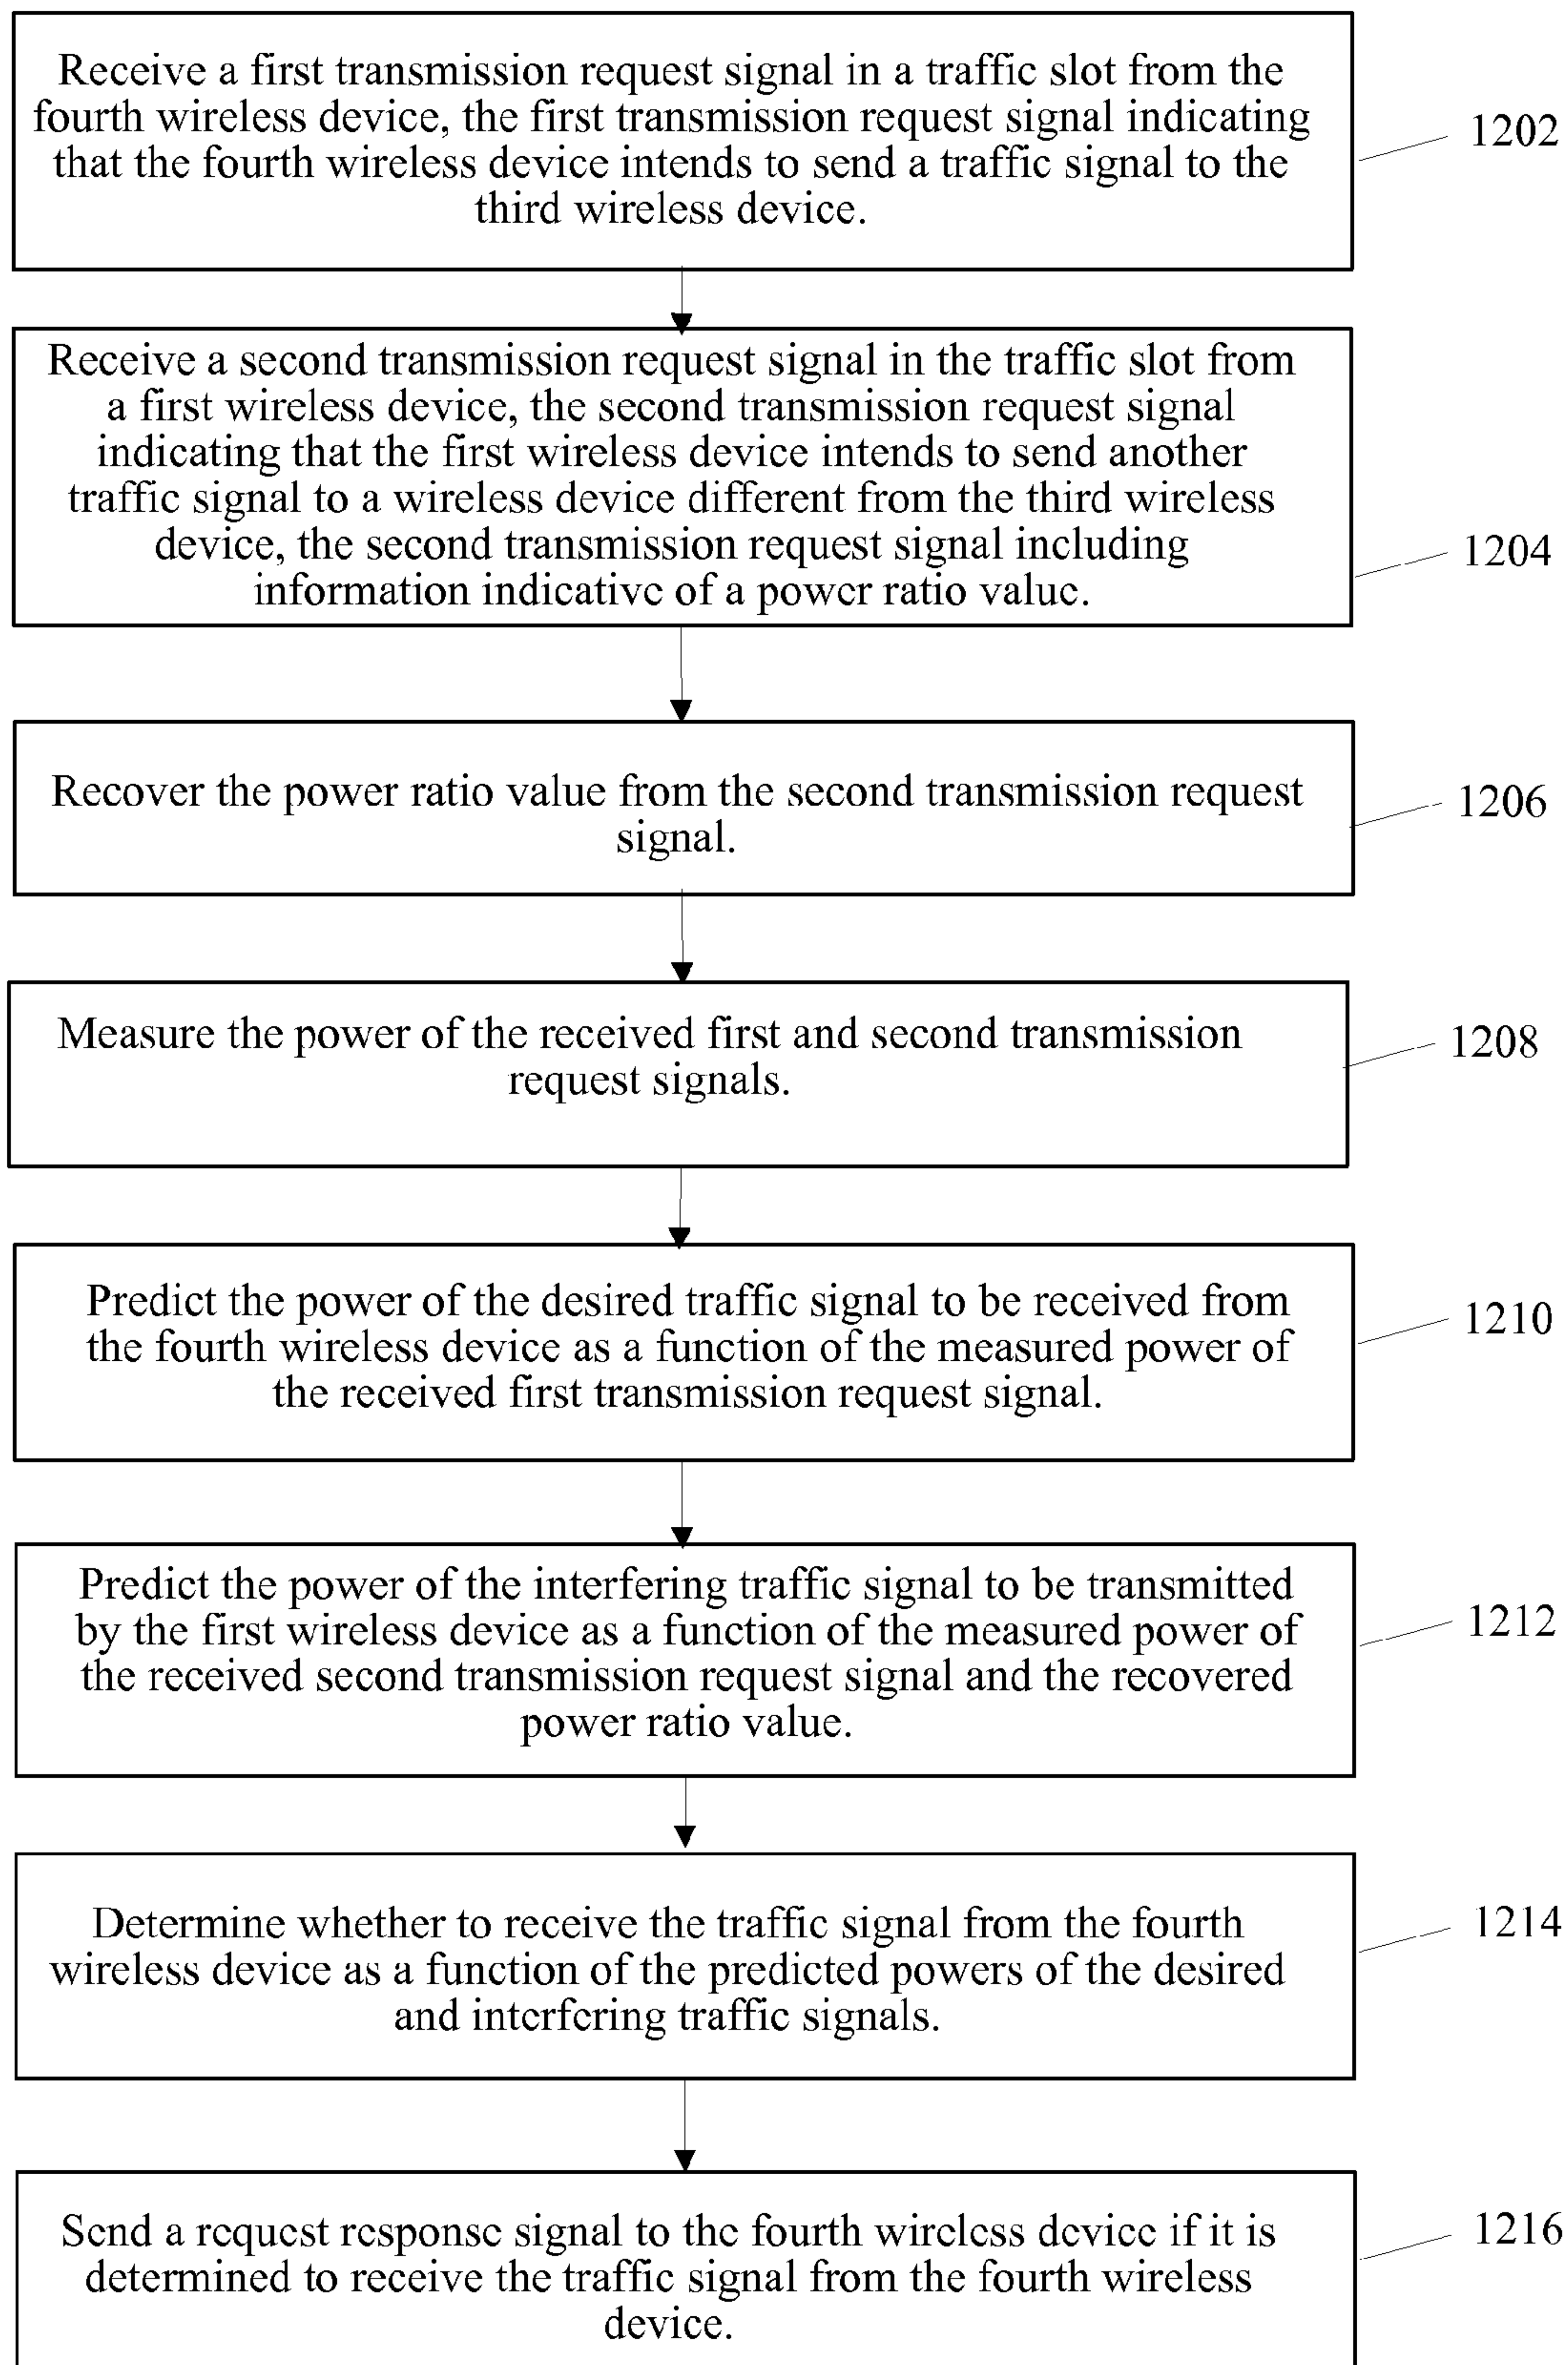 Receive a first transmission request signal in a traffic slot from the
fourth wireless device, the first transmission request signal indicating
that the fourth wireless device intends to send a traffic signal to the
third wireless device.
1202
Receive a second transmission request signal in the traffic slot from
a first wireless device, the second transmission request signal
indicating that the first wireless device intends to send another
traffic signal to a wireless device different from the third wireless
device, the second transmission request signal including
information indicative of a power ratio value.
1204
Recover the power ratio value from the second transmission request
signal.
1206
Measure the power of the received first and second transmission
request signals.
1208
Predict the power of the desired traffic signal to be received from
the fourth wireless device as a function of the measured power of
the received first transmission request signal.
1210
Predict the power of the interfering traffic signal to be transmitted
by the first wireless device as a function of the measured power of
the received second transmission request signal and the recovered
power ratio value.
1212
Determine whether to receive the traffic signal from the fourth
wireless device as a function of the predicted powers of the desired
and interfering traffic signals.
1214
Send a request response signal to the fourth wireless device if it is
determined to receive the traffic signal from the fourth wireless
device.
1216